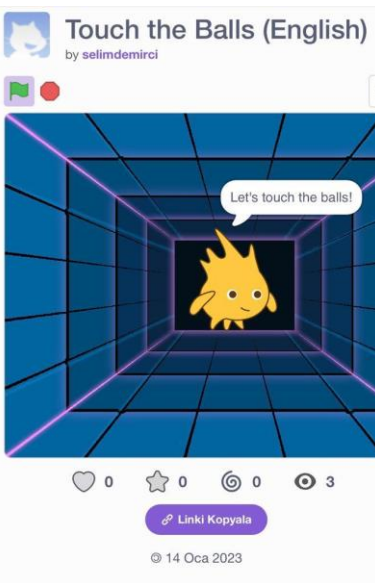 Touch the Balls (English)
by selimdemirci
Let's touch the balls!
0 0 0 3
Linki Kopyala
© 14 Oca 2023